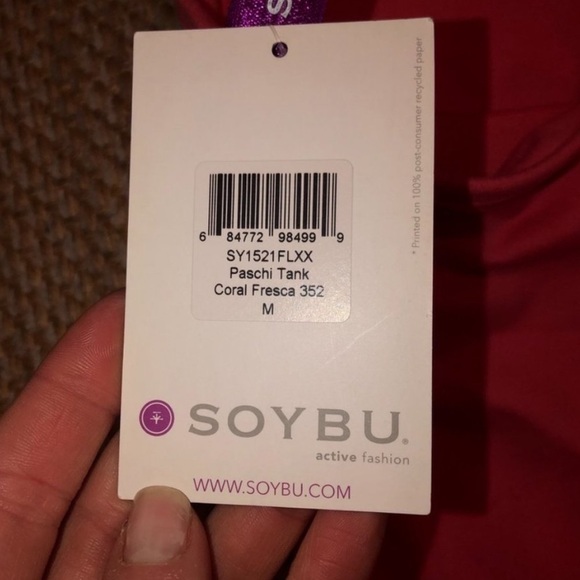 S
* Printed on 100% post-consumer recycled paper
6 84772 98499 9
SY1521FLXX
Paschi Tank
Coral Fresca 352
M
SOYBU®
active fashion
WWW.SOYBU.COM